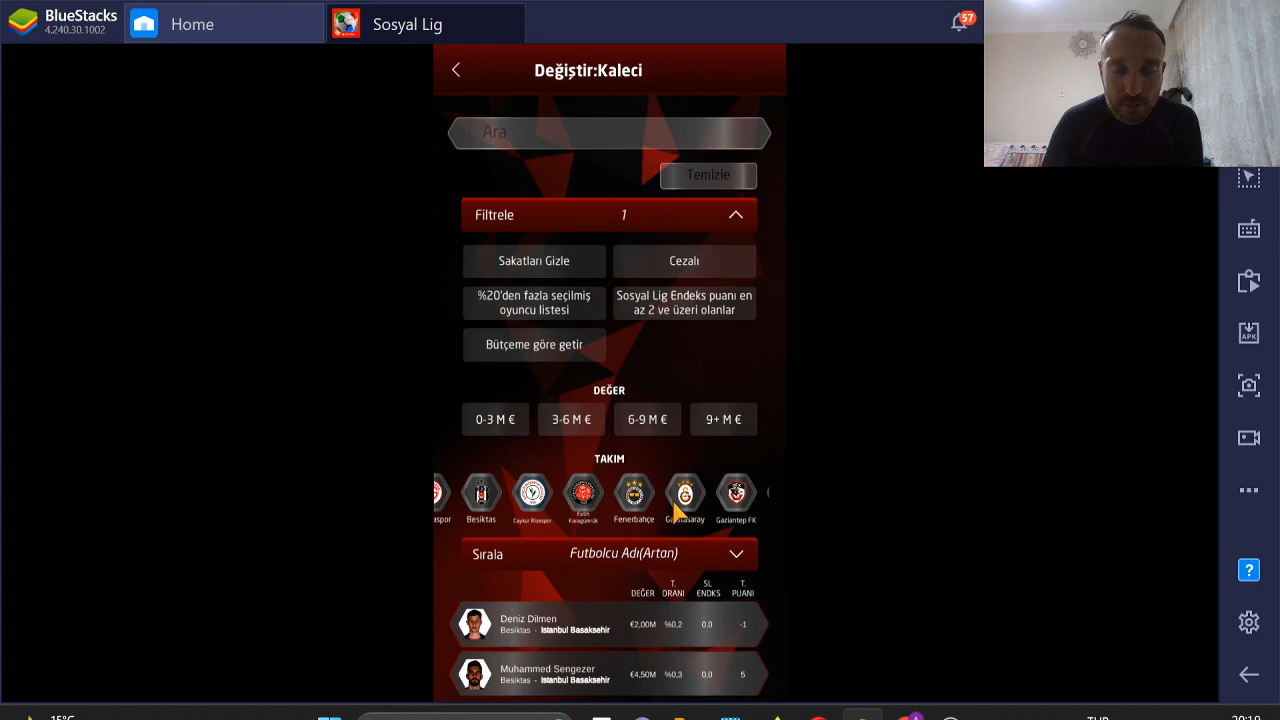 BlueStacks
4.240.30.1002
Home
Sosyal Lig
57
Değiştir:Kaleci
Ara
Temizle
Filtrele 1
Sakatları Gizle
Cezalı
%20'den fazla seçilmiş
oyuncu listesi
Sosyal Lig Endeks puanı en
az 2 ve üzeri olanlar
Bütçeme göre getir
DEĞER
0-3 M €
3-6 M €
6-9 M €
9+ M €
TAKIM
aspor
Besiktas
Caykur Rizespor
Fatih
Karagümrük
Fenerbahçe
Gaziantep FK
Sırala Futbolcu Adı(Artan)
DEĞER
T.
ORANI
SL
ENDKS
T.
PUANI
Deniz Dilmen
Besiktas - Istanbul Basaksehir
€2,00M %0,2 0,0 -1
Muhammed Sengezer
Besiktas - Istanbul Basaksehir
€4,50M %0,3 0,0 5
APK
?